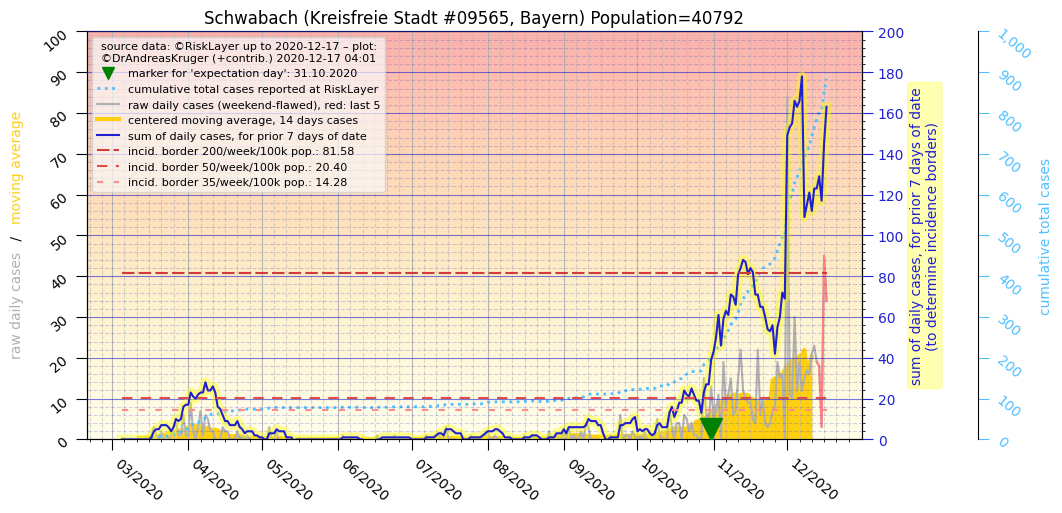 Schwabach (Kreisfreie Stadt #09565, Bayern) Population=40792
source data: ©RiskLayer up to 2020-12-17 – plot:
©DrAndreasKruger (+contrib.) 2020-12-17 04:01
marker for 'expectation day': 31.10.2020
cumulative total cases reported at RiskLayer
raw daily cases (weekend-flawed), red: last 5
centered moving average, 14 days cases
sum of daily cases, for prior 7 days of date
incid. border 200/week/100k pop.: 81.58
incid. border 50/week/100k pop.: 20.40
incid. border 35/week/100k pop.: 14.28
raw daily cases / moving average
100
90
80
70
60
50
40
30
20
10
0
03/2020
04/2020
05/2020
06/2020
07/2020
08/2020
09/2020
10/2020
11/2020
12/2020
200
180
160
140
120
100
80
60
40
20
0
sum of daily cases, for prior 7 days of date
(to determine incidence borders)
1,000
900
800
700
600
500
400
300
200
100
0
cumulative total cases